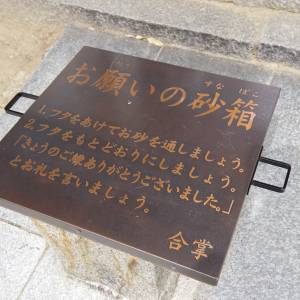 お願いの砂箱
1.フタをあけてお砂を通しましょう。
2.フタをもとどおりにしましょう。
「きょうのご縁ありがとうございました。」
とお礼を言いましょう。
合掌